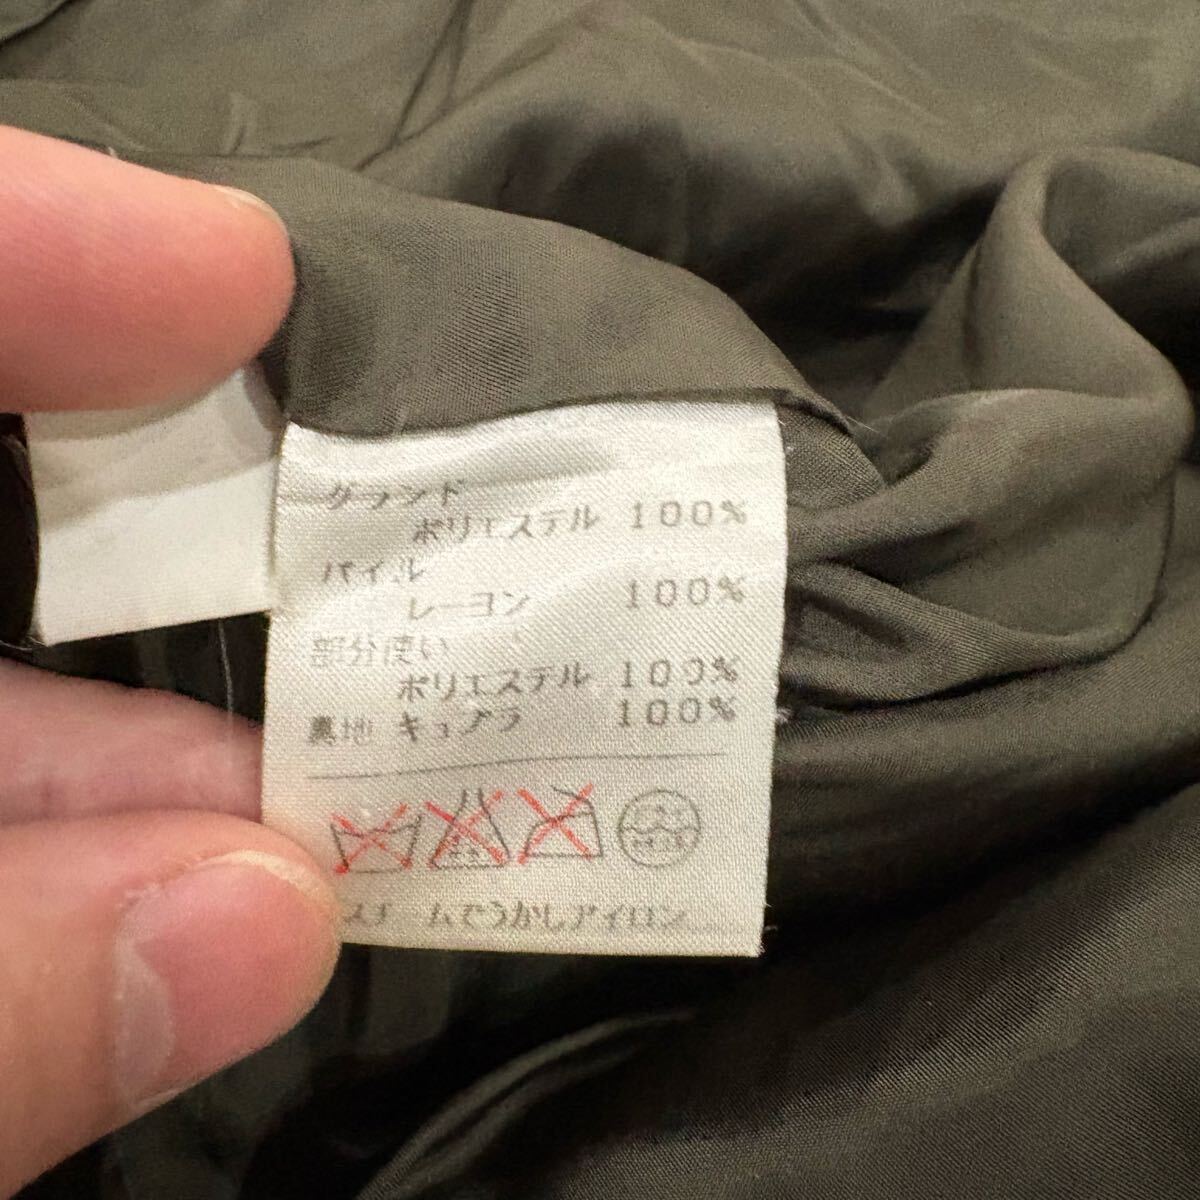 グランド
ポリエステル 100%
パイル
レーヨン 100%
部分使い
ポリエステル 100%
裏地 キュプラ 100%
スチームでうかしアイロン